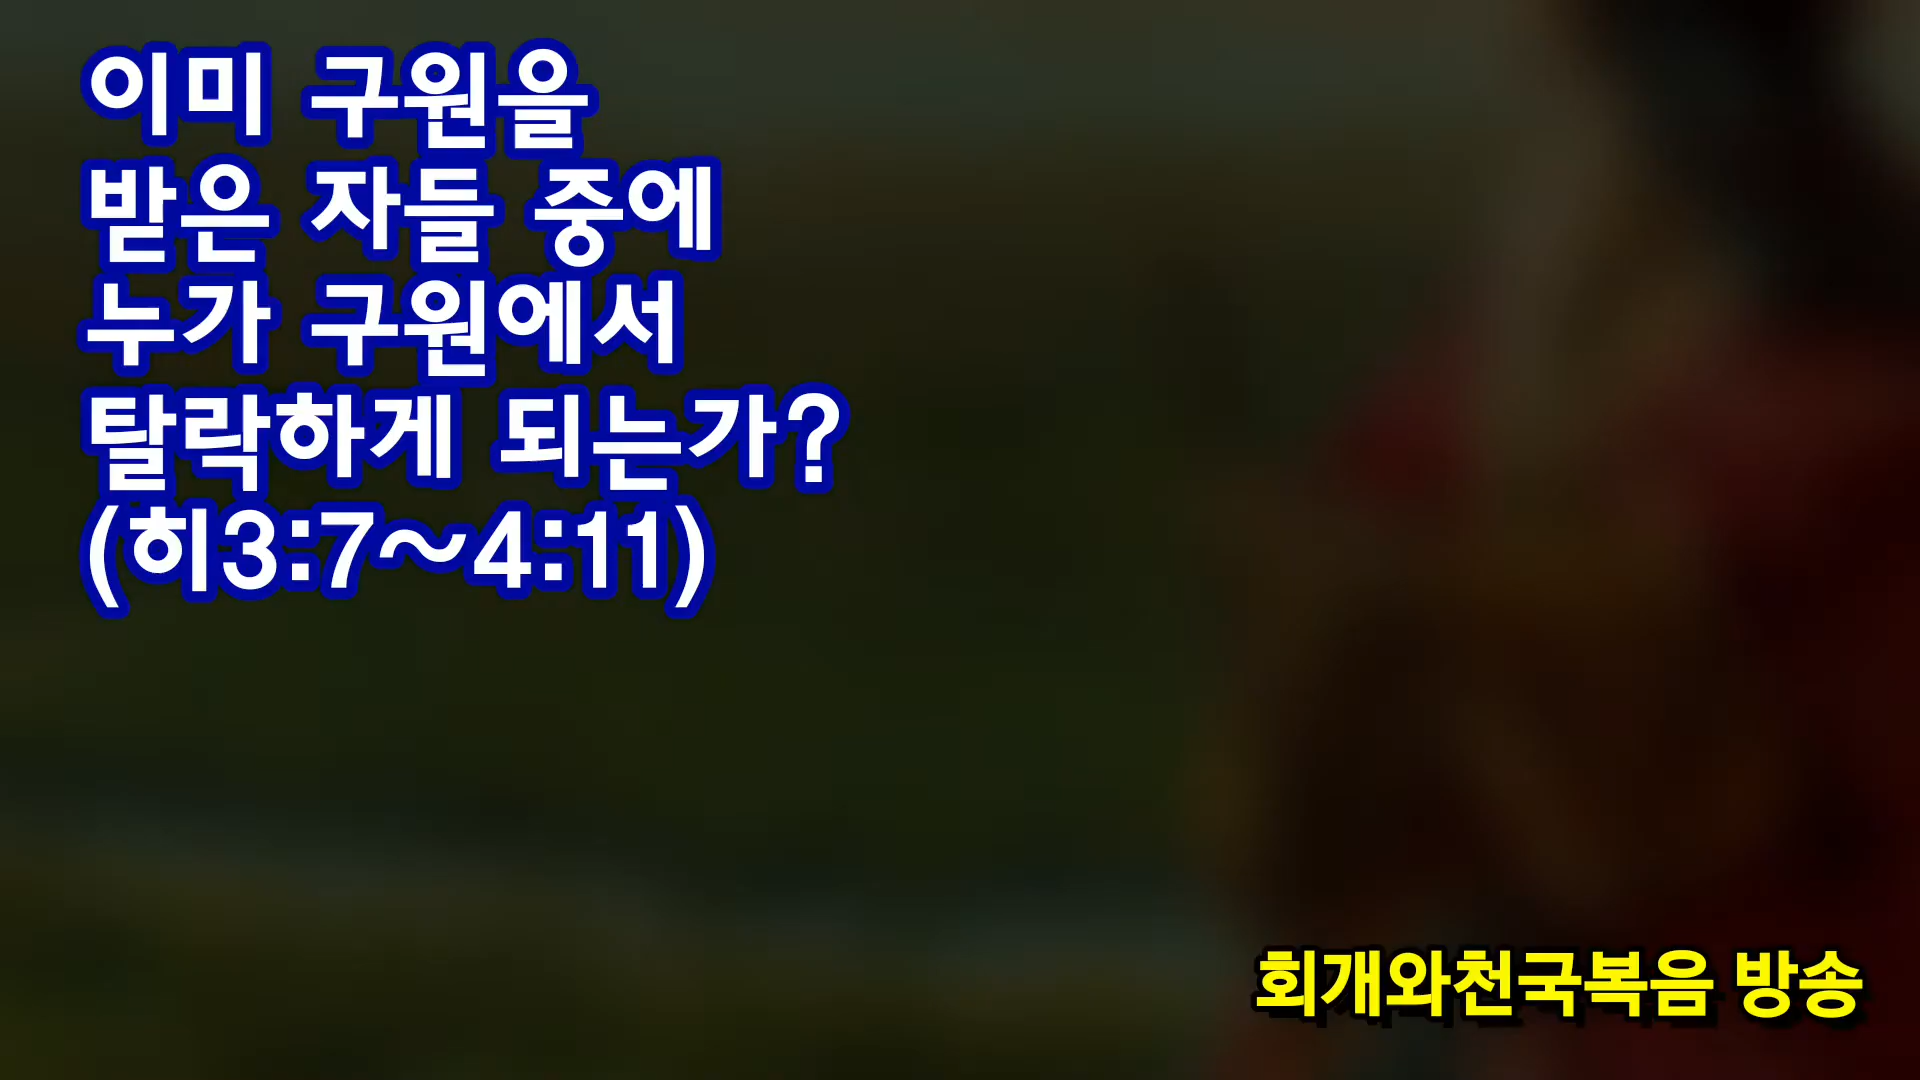 이미 구원을
받은 자들 중에
누가 구원에서
탈락하게 되는가?
(히3:7~4:11)
회개와천국복음 방송